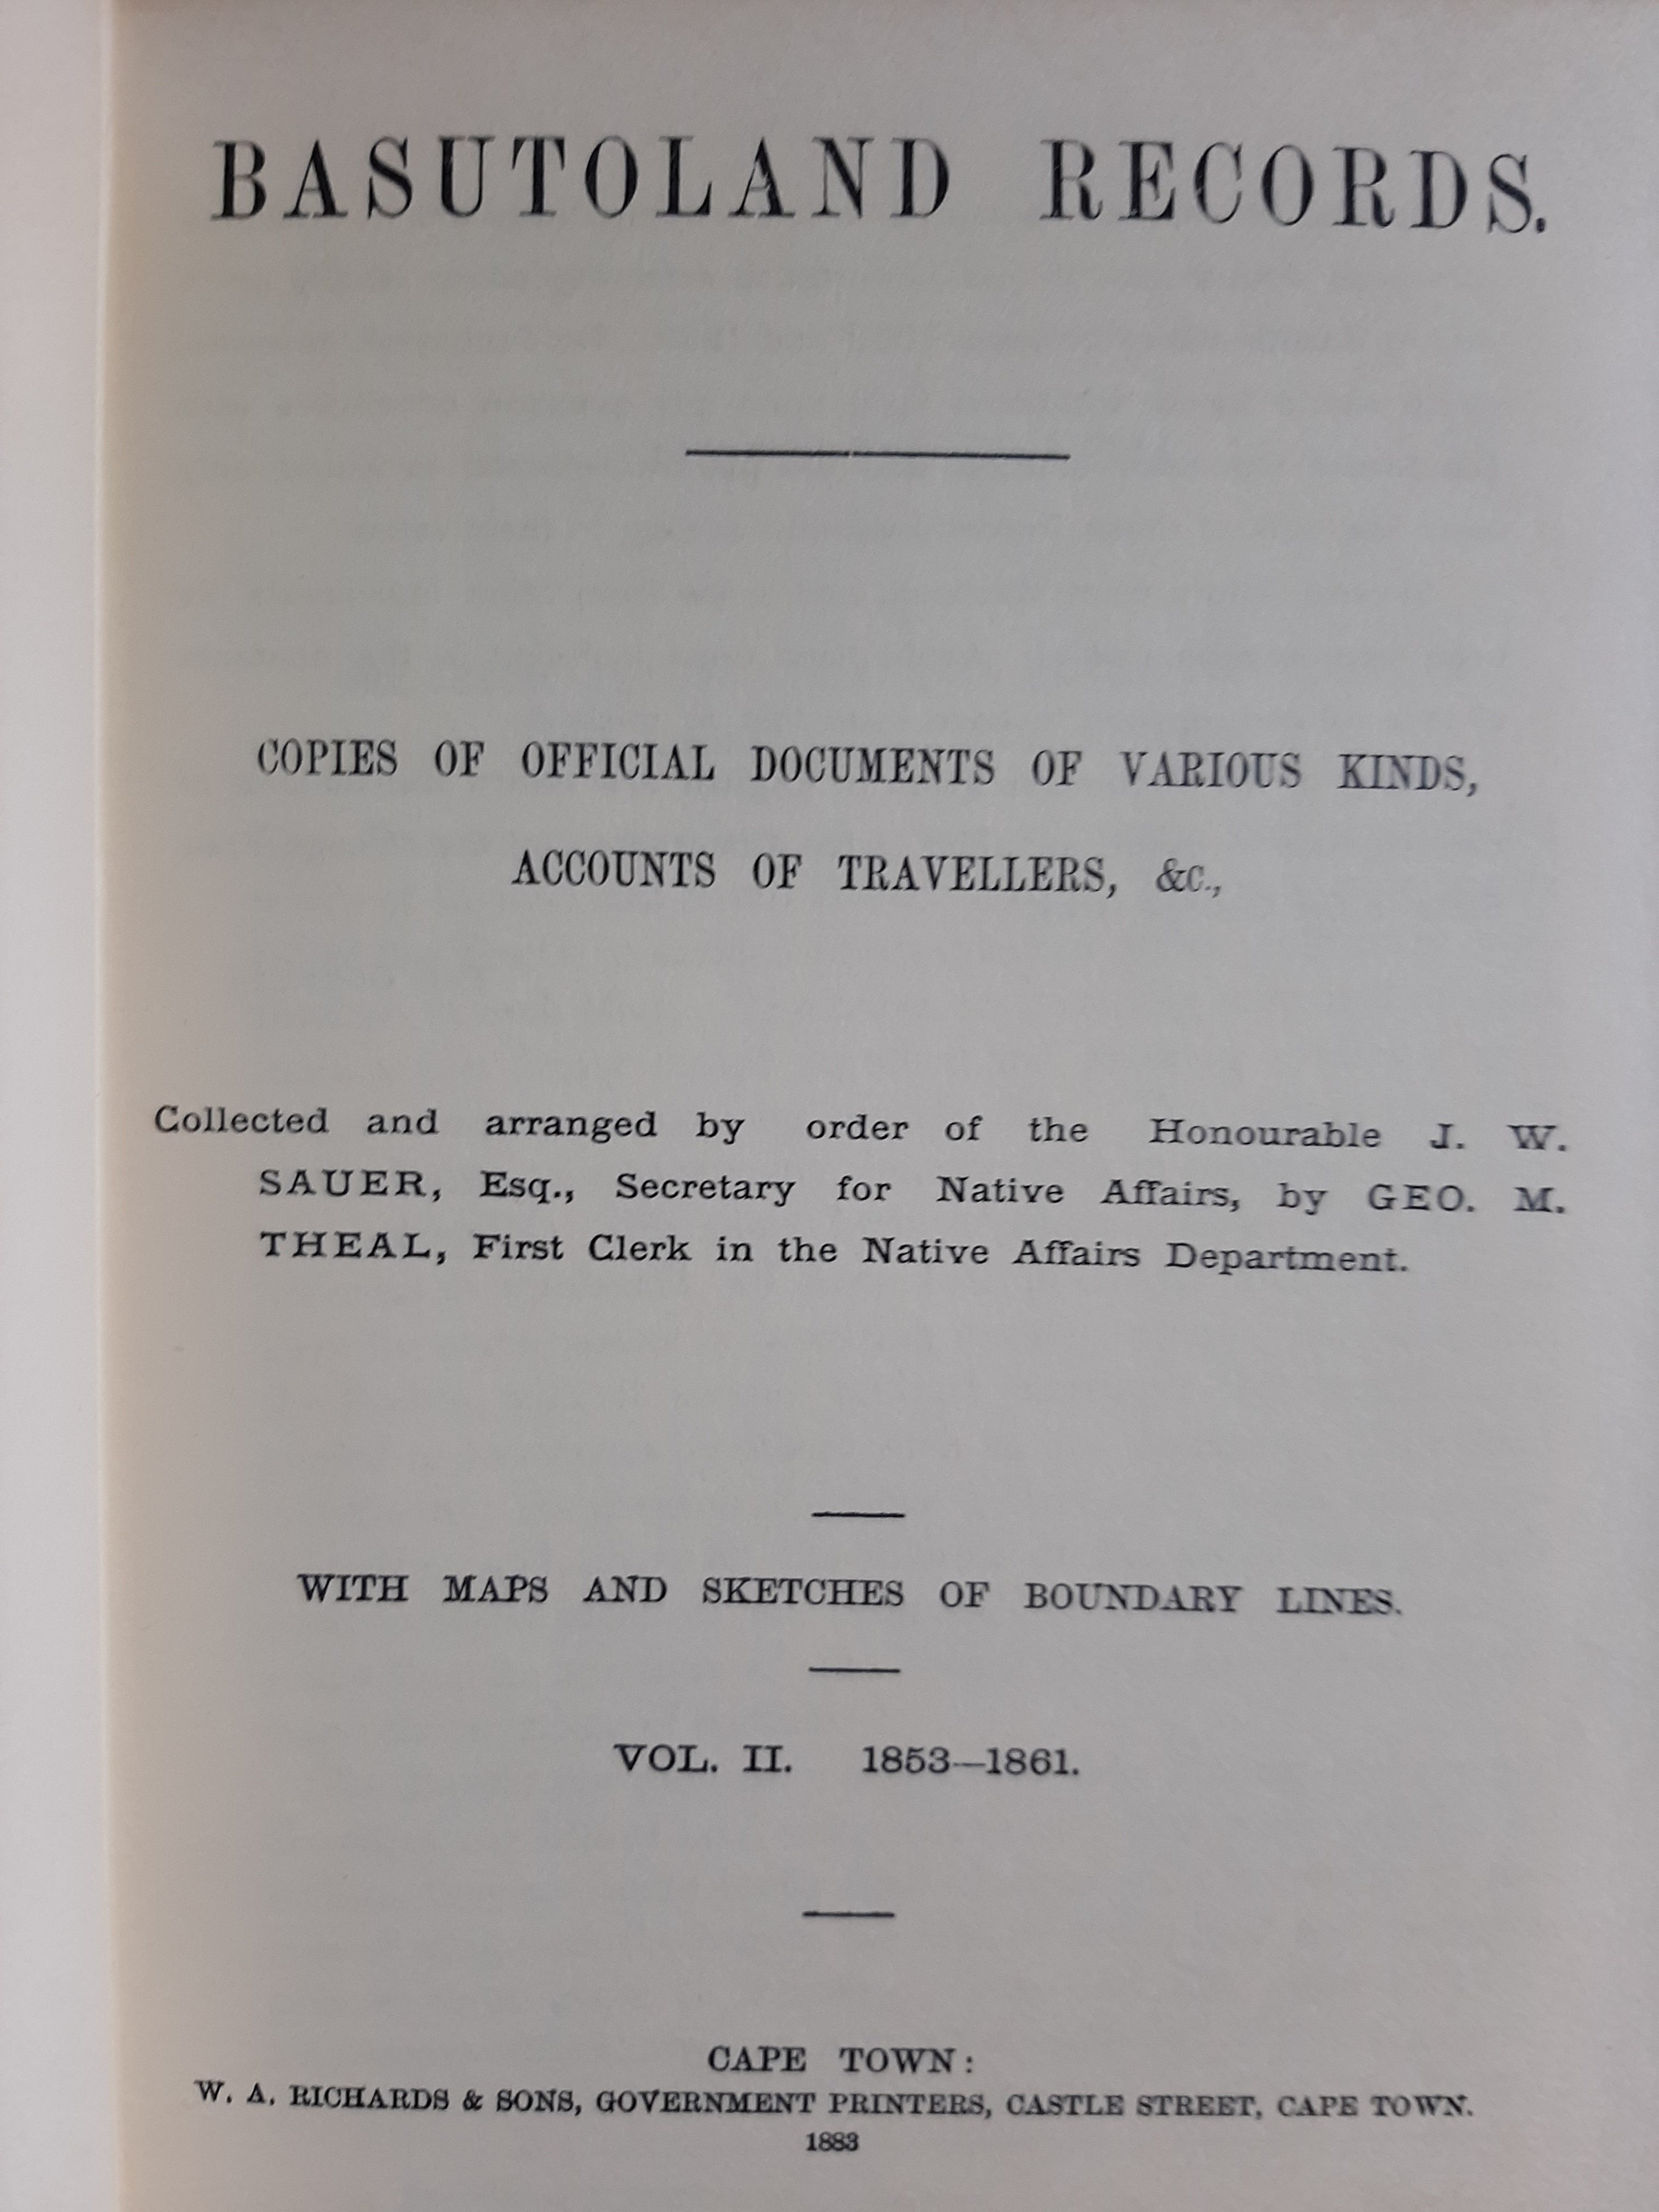 BASUTOLAND RECORDS.
COPIES OF OFFICIAL DOCUMENTS OF VARIOUS KINDS,
ACCOUNTS OF TRAVELLERS, &C.,
Collected and arranged by order of the Honourable J. W.
SAUER, Esq., Secretary for Native Affairs, by GEO. M.
THEAL, First Clerk in the Native Affairs Department.
WITH MAPS AND SKETCHES OF BOUNDARY LINES.
VOL. II. 1853—1861.
CAPE TOWN:
W. A. RICHARDS & SONS, GOVERNMENT PRINTERS, CASTLE STREET, CAPE TOWN.
1883